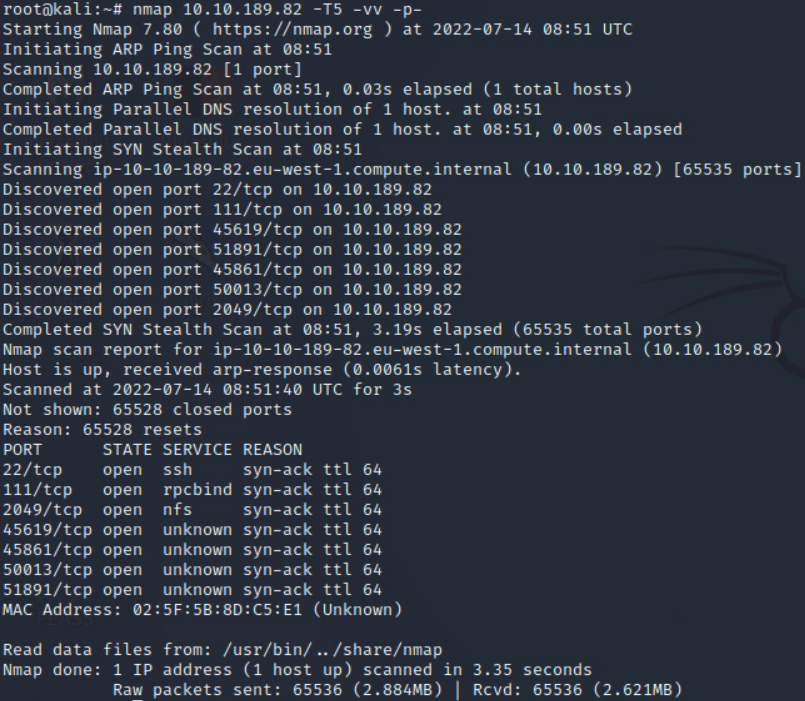 root@kali:~# nmap 10.10.189.82 -T5 -vv -p-
Starting Nmap 7.80 ( https://nmap.org ) at 2022-07-14 08:51 UTC
Initiating ARP Ping Scan at 08:51
Scanning 10.10.189.82 [1 port]
Completed ARP Ping Scan at 08:51, 0.03s elapsed (1 total hosts)
Initiating Parallel DNS resolution of 1 host. at 08:51
Completed Parallel DNS resolution of 1 host. at 08:51, 0.00s elapsed
Initiating SYN Stealth Scan at 08:51
Scanning ip-10-10-189-82.eu-west-1.compute.internal (10.10.189.82) [65535 ports]
Discovered open port 22/tcp on 10.10.189.82
Discovered open port 111/tcp on 10.10.189.82
Discovered open port 45619/tcp on 10.10.189.82
Discovered open port 51891/tcp on 10.10.189.82
Discovered open port 45861/tcp on 10.10.189.82
Discovered open port 50013/tcp on 10.10.189.82
Discovered open port 2049/tcp on 10.10.189.82
Completed SYN Stealth Scan at 08:51, 3.19s elapsed (65535 total ports)
Nmap scan report for ip-10-10-189-82.eu-west-1.compute.internal (10.10.189.82)
Host is up, received arp-response (0.0061s latency).
Scanned at 2022-07-14 08:51:40 UTC for 3s
Not shown: 65528 closed ports
Reason: 65528 resets
PORT      STATE SERVICE REASON
22/tcp    open  ssh     syn-ack ttl 64
111/tcp   open  rpcbind syn-ack ttl 64
2049/tcp  open  nfs     syn-ack ttl 64
45619/tcp open  unknown syn-ack ttl 64
45861/tcp open  unknown syn-ack ttl 64
50013/tcp open  unknown syn-ack ttl 64
51891/tcp open  unknown syn-ack ttl 64
MAC Address: 02:5F:5B:8D:C5:E1 (Unknown)
Read data files from: /usr/bin/../share/nmap
Nmap done: 1 IP address (1 host up) scanned in 3.35 seconds
Raw packets sent: 65536 (2.884MB) | Rcvd: 65536 (2.621MB)